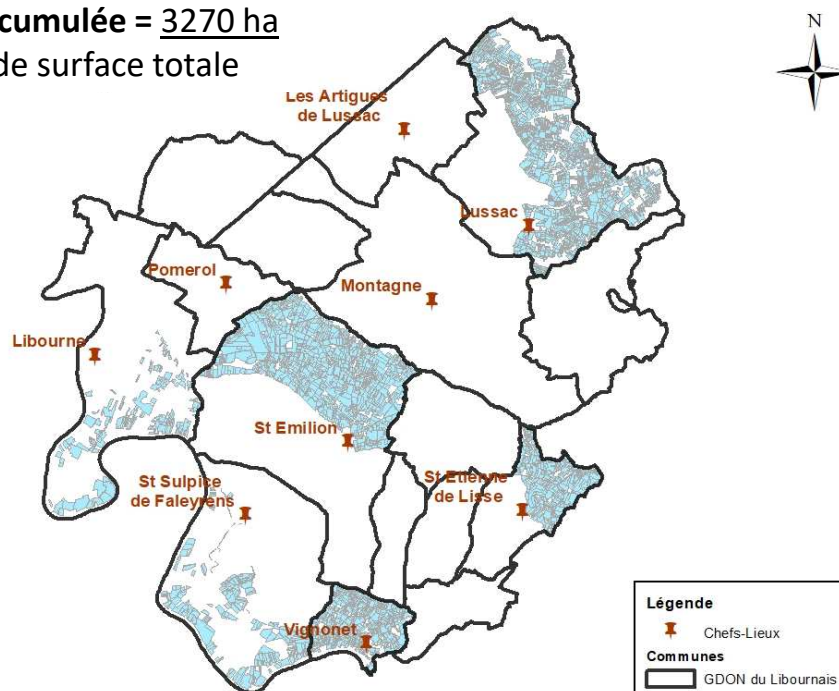 cumulée = 3270 ha
de surface totale
N
Les Artigues
de Lussac
Lussac
Pomerol
Montagne
Libourne
St Emilion
St Sulpice
de Faleyrens
St Etienne
de Lisse
Vignonet
Légende
Chefs-Lieux
Communes
GDON du Libournais